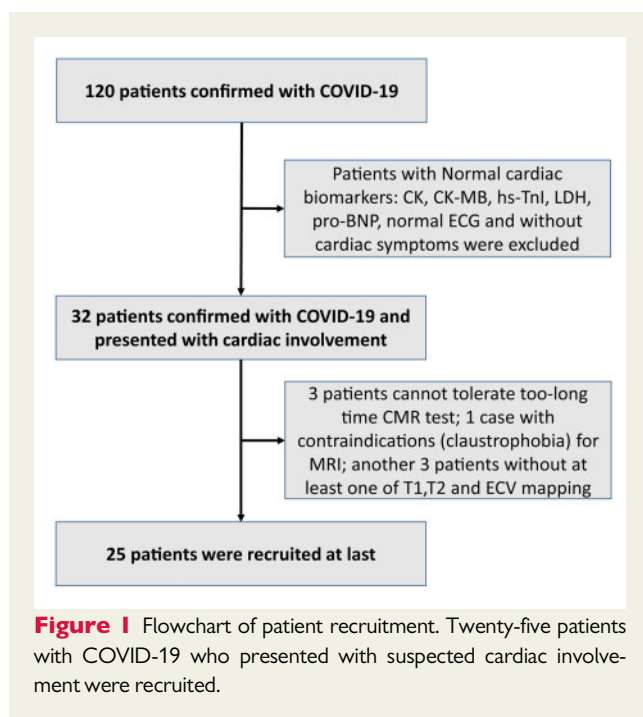 120 patients confirmed with COVID-19
Patients with Normal cardiac
biomarkers: CK, CK-MB, hs-TnI, LDH,
pro-BNP, normal ECG and without
cardiac symptoms were excluded
32 patients confirmed with COVID-19 and
presented with cardiac involvement
3 patients cannot tolerate too-long
time CMR test; 1 case with
contraindications (claustrophobia) for
MRI; another 3 patients without at
least one of T1,T2 and ECV mapping
25 patients were recruited at last
Figure 1 Flowchart of patient recruitment. Twenty-five patients
with COVID-19 who presented with suspected cardiac involve-
ment were recruited.